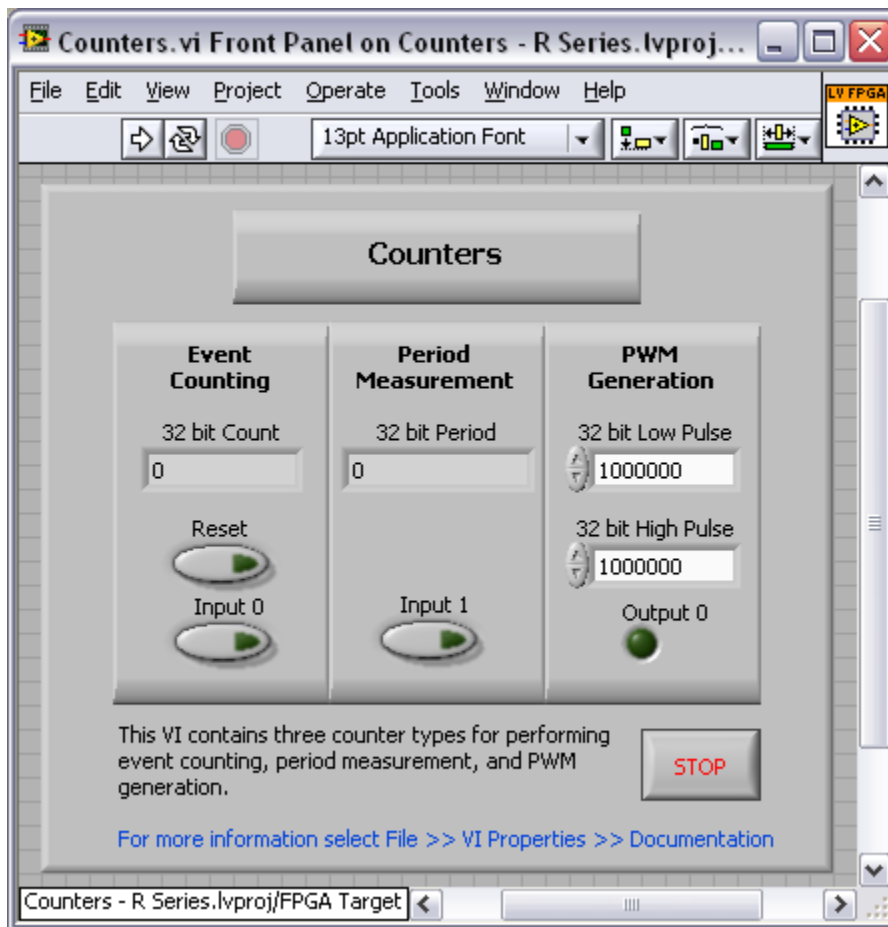 Counters.vi Front Panel on Counters - R Series.lvproj...
File Edit View Project Operate Tools Window Help
LV FPGA
13pt Application Font
Counters
Event
Counting
32 bit Count
0
Reset
Input 0
Period
Measurement
32 bit Period
0
Input 1
PWM
Generation
32 bit Low Pulse
1000000
32 bit High Pulse
1000000
Output 0
This VI contains three counter types for performing
event counting, period measurement, and PWM
generation.
STOP
For more information select File >> VI Properties >> Documentation
Counters - R Series.lvproj/FPGA Target